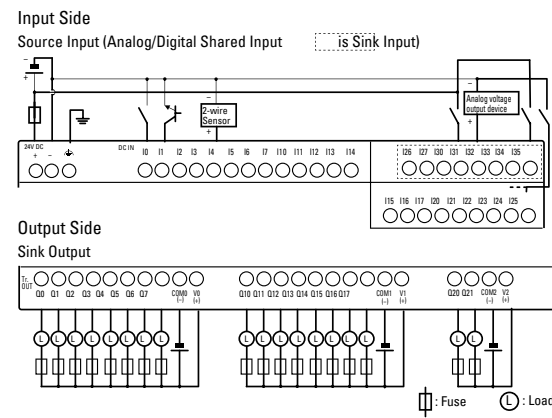 Input Side
Source Input (Analog/Digital Shared Input is Sink Input)
−
+
−
2-wire
Sensor
+
−
Analog voltage
output device
+
24V DC
+ −
DC IN I0 I1 I2 I3 I4 I5 I6 I7 I10 I11 I12 I13 I14
I26 I27 I30 I31 I32 I33 I34 I35
I15 I16 I17 I20 I21 I22 I23 I24 I25
Output Side
Sink Output
Tr.
OUT
Q0 Q1 Q2 Q3 Q4 Q5 Q6 Q7 COM0 V0
(−) (+)
Q10 Q11 Q12 Q13 Q14 Q15 Q16 Q17 COM1 V1
(−) (+)
Q20 Q21 COM2 V2
(−) (+)
L L L L L L L L L L L L L L L L L L
: Fuse L : Load